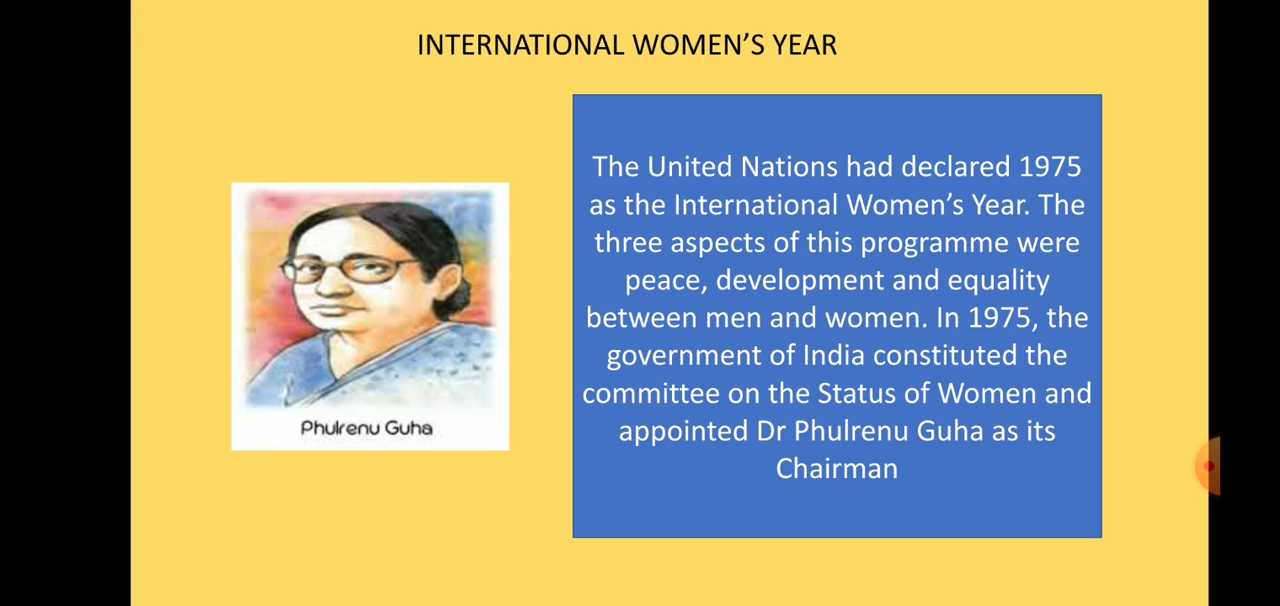 INTERNATIONAL WOMEN’S YEAR
The United Nations had declared 1975
as the International Women’s Year. The
three aspects of this programme were
peace, development and equality
between men and women. In 1975, the
government of India constituted the
committee on the Status of Women and
appointed Dr Phulrenu Guha as its
Chairman
Phulrenu Guha